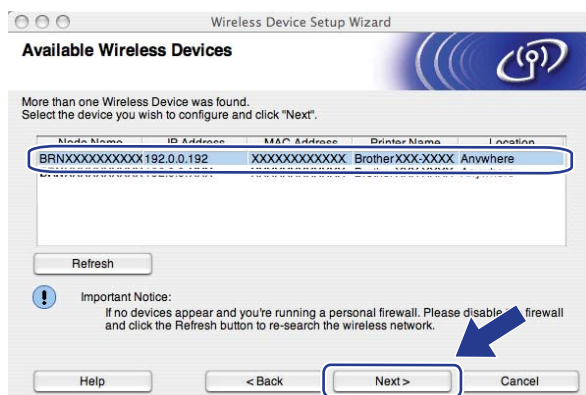 Wireless Device Setup Wizard
Available Wireless Devices
More than one Wireless Device was found.
Select the device you wish to configure and click "Next".
Node Name IP Address MAC Address Printer Name Location
BRNXXXXXXXXXX 192.0.0.192 XXXXXXXXXXXX BrotherXXX-XXXX Anywhere
Refresh
Important Notice:
If no devices appear and you're running a personal firewall. Please disable firewall
and click the Refresh button to re-search the wireless network.
Help
< Back
Next >
Cancel